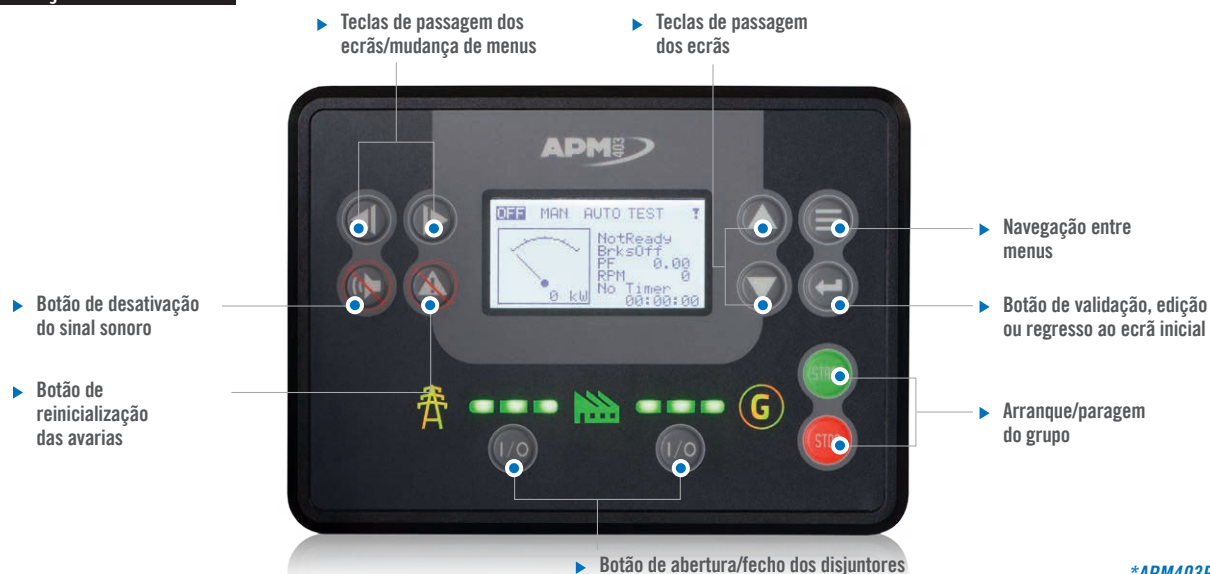 Teclas de passagem dos
ecrãs/mudança de menus
Teclas de passagem
dos ecrãs
APM403
OFF MAN AUTO TEST
NotReady
BrksOff
PF 0.00
RPM 0
No Timer
00:00:00
0 kW
Navegação entre
menus
Botão de desativação
do sinal sonoro
Botão de validação, edição
ou regresso ao ecrã inicial
Botão de
reinicialização
das avarias
G
START
STOP
I/O
I/O
Arranque/paragem
do grupo
Botão de abertura/fecho dos disjuntores